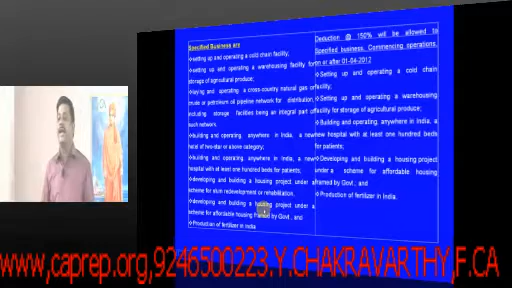 Specified Business are
❖setting up and operating a cold chain facility;
❖setting up and operating a warehousing facility for
storage of agricultural produce;
❖laying and operating a cross-country natural gas or
crude or petroleum oil pipeline network for distribution,
including storage facilities being an integral part of
such network.
❖building and operating, anywhere in India, a new
hotel of two-star or above category;
❖building and operating, anywhere in India, a new
hospital with at least one hundred beds for patients;
❖developing and building a housing project under a
scheme for slum redevelopment or rehabilitation.
❖developing and building a housing project under a
scheme for affordable housing framed by Govt.; and
❖Production of fertilizer in India
Deduction @ 150% will be allowed to
Specified business, Commencing operations
on or after 01-04-2012
❖Setting up and operating a cold chain
facility;
❖Setting up and operating a warehousing
facility for storage of agricultural produce;
❖Building and operating, anywhere in India, a
new hospital with at least one hundred beds
for patients;
❖Developing and building a housing project
under a scheme for affordable housing
framed by Govt ; and
❖Production of fertilizer in India.
www,caprep.org,9246500223.Y.CHAKRAVARTHY,F.CA